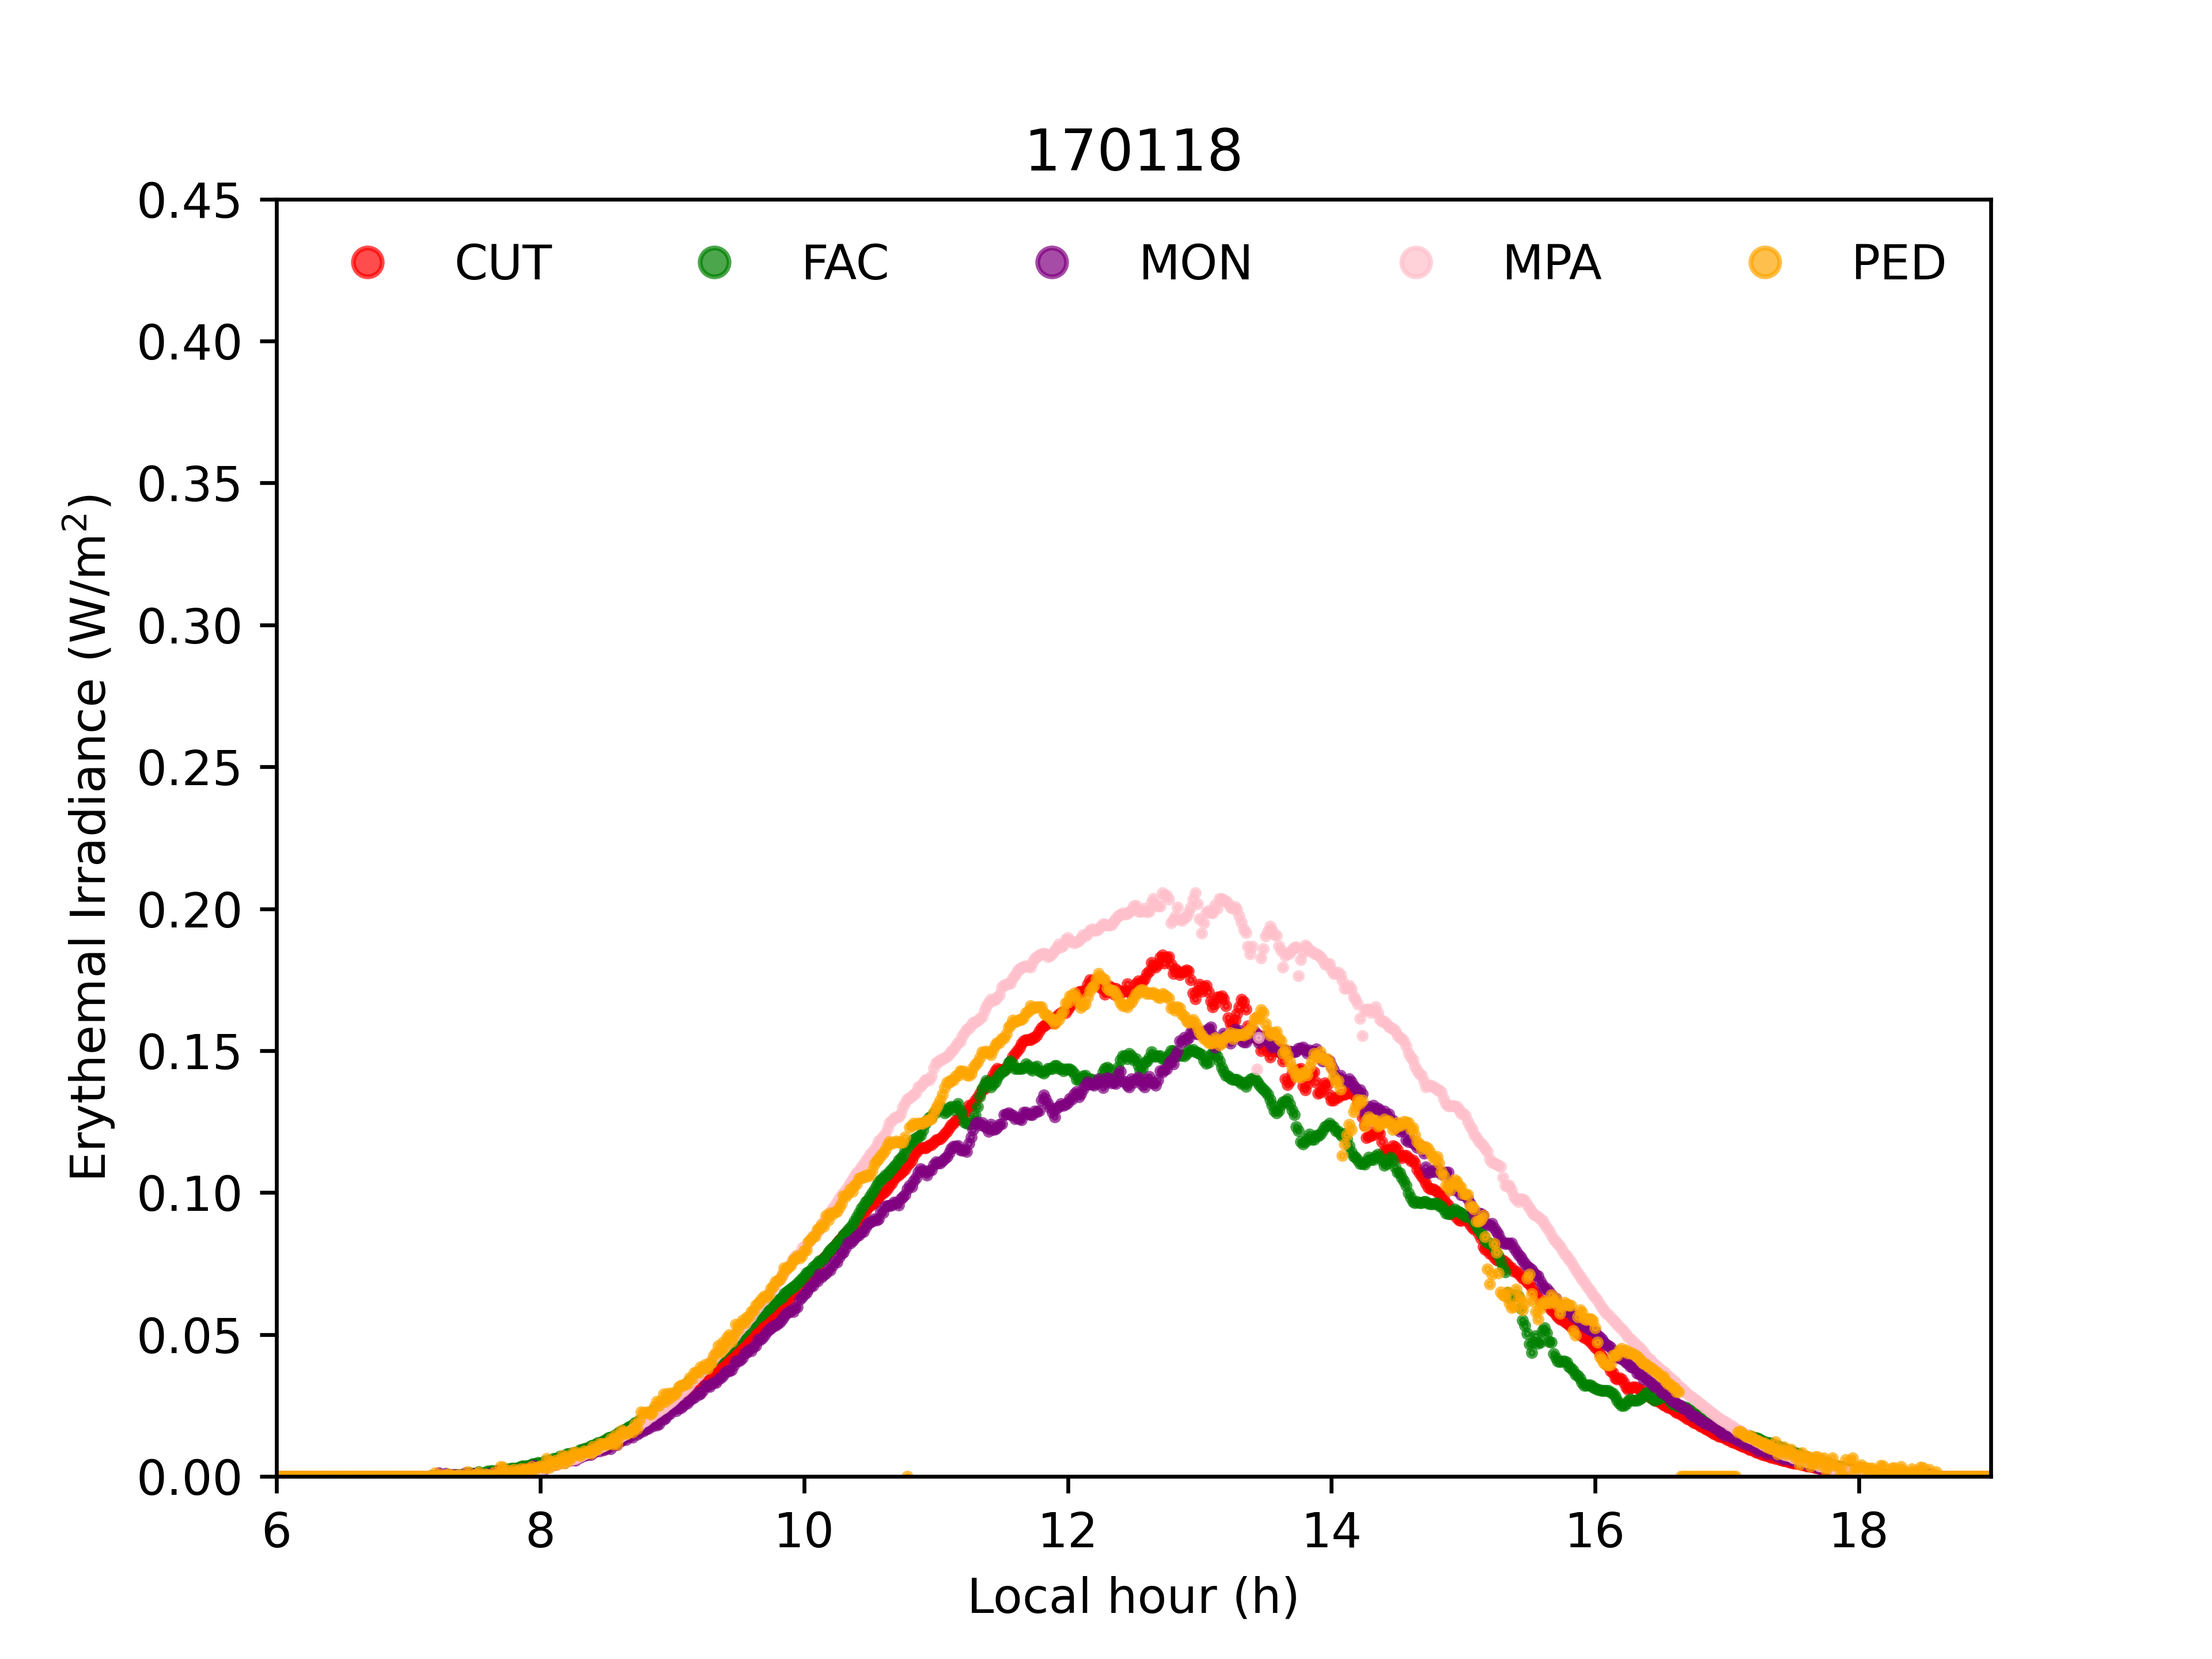 170118
CUT FAC MON MPA PED
0.45
0.40
0.35
0.30
0.25
0.20
0.15
0.10
0.05
0.00
Erythemal Irradiance (W/m²)
6 8 10 12 14 16 18
Local hour (h)